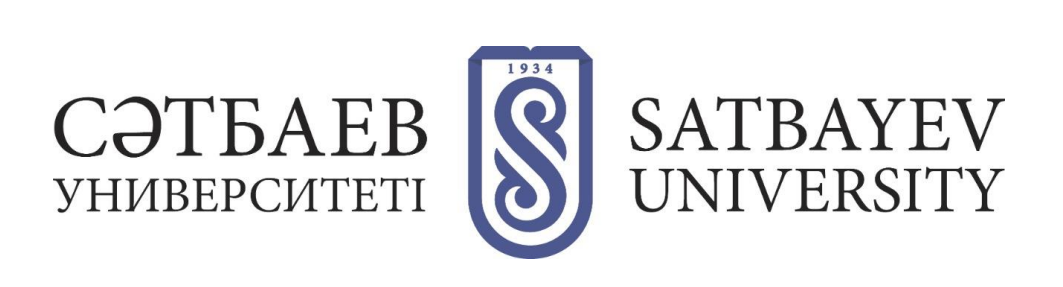 СӘТБАЕВ
УНИВЕРСИТЕТІ
1934
SATBAYEV
UNIVERSITY